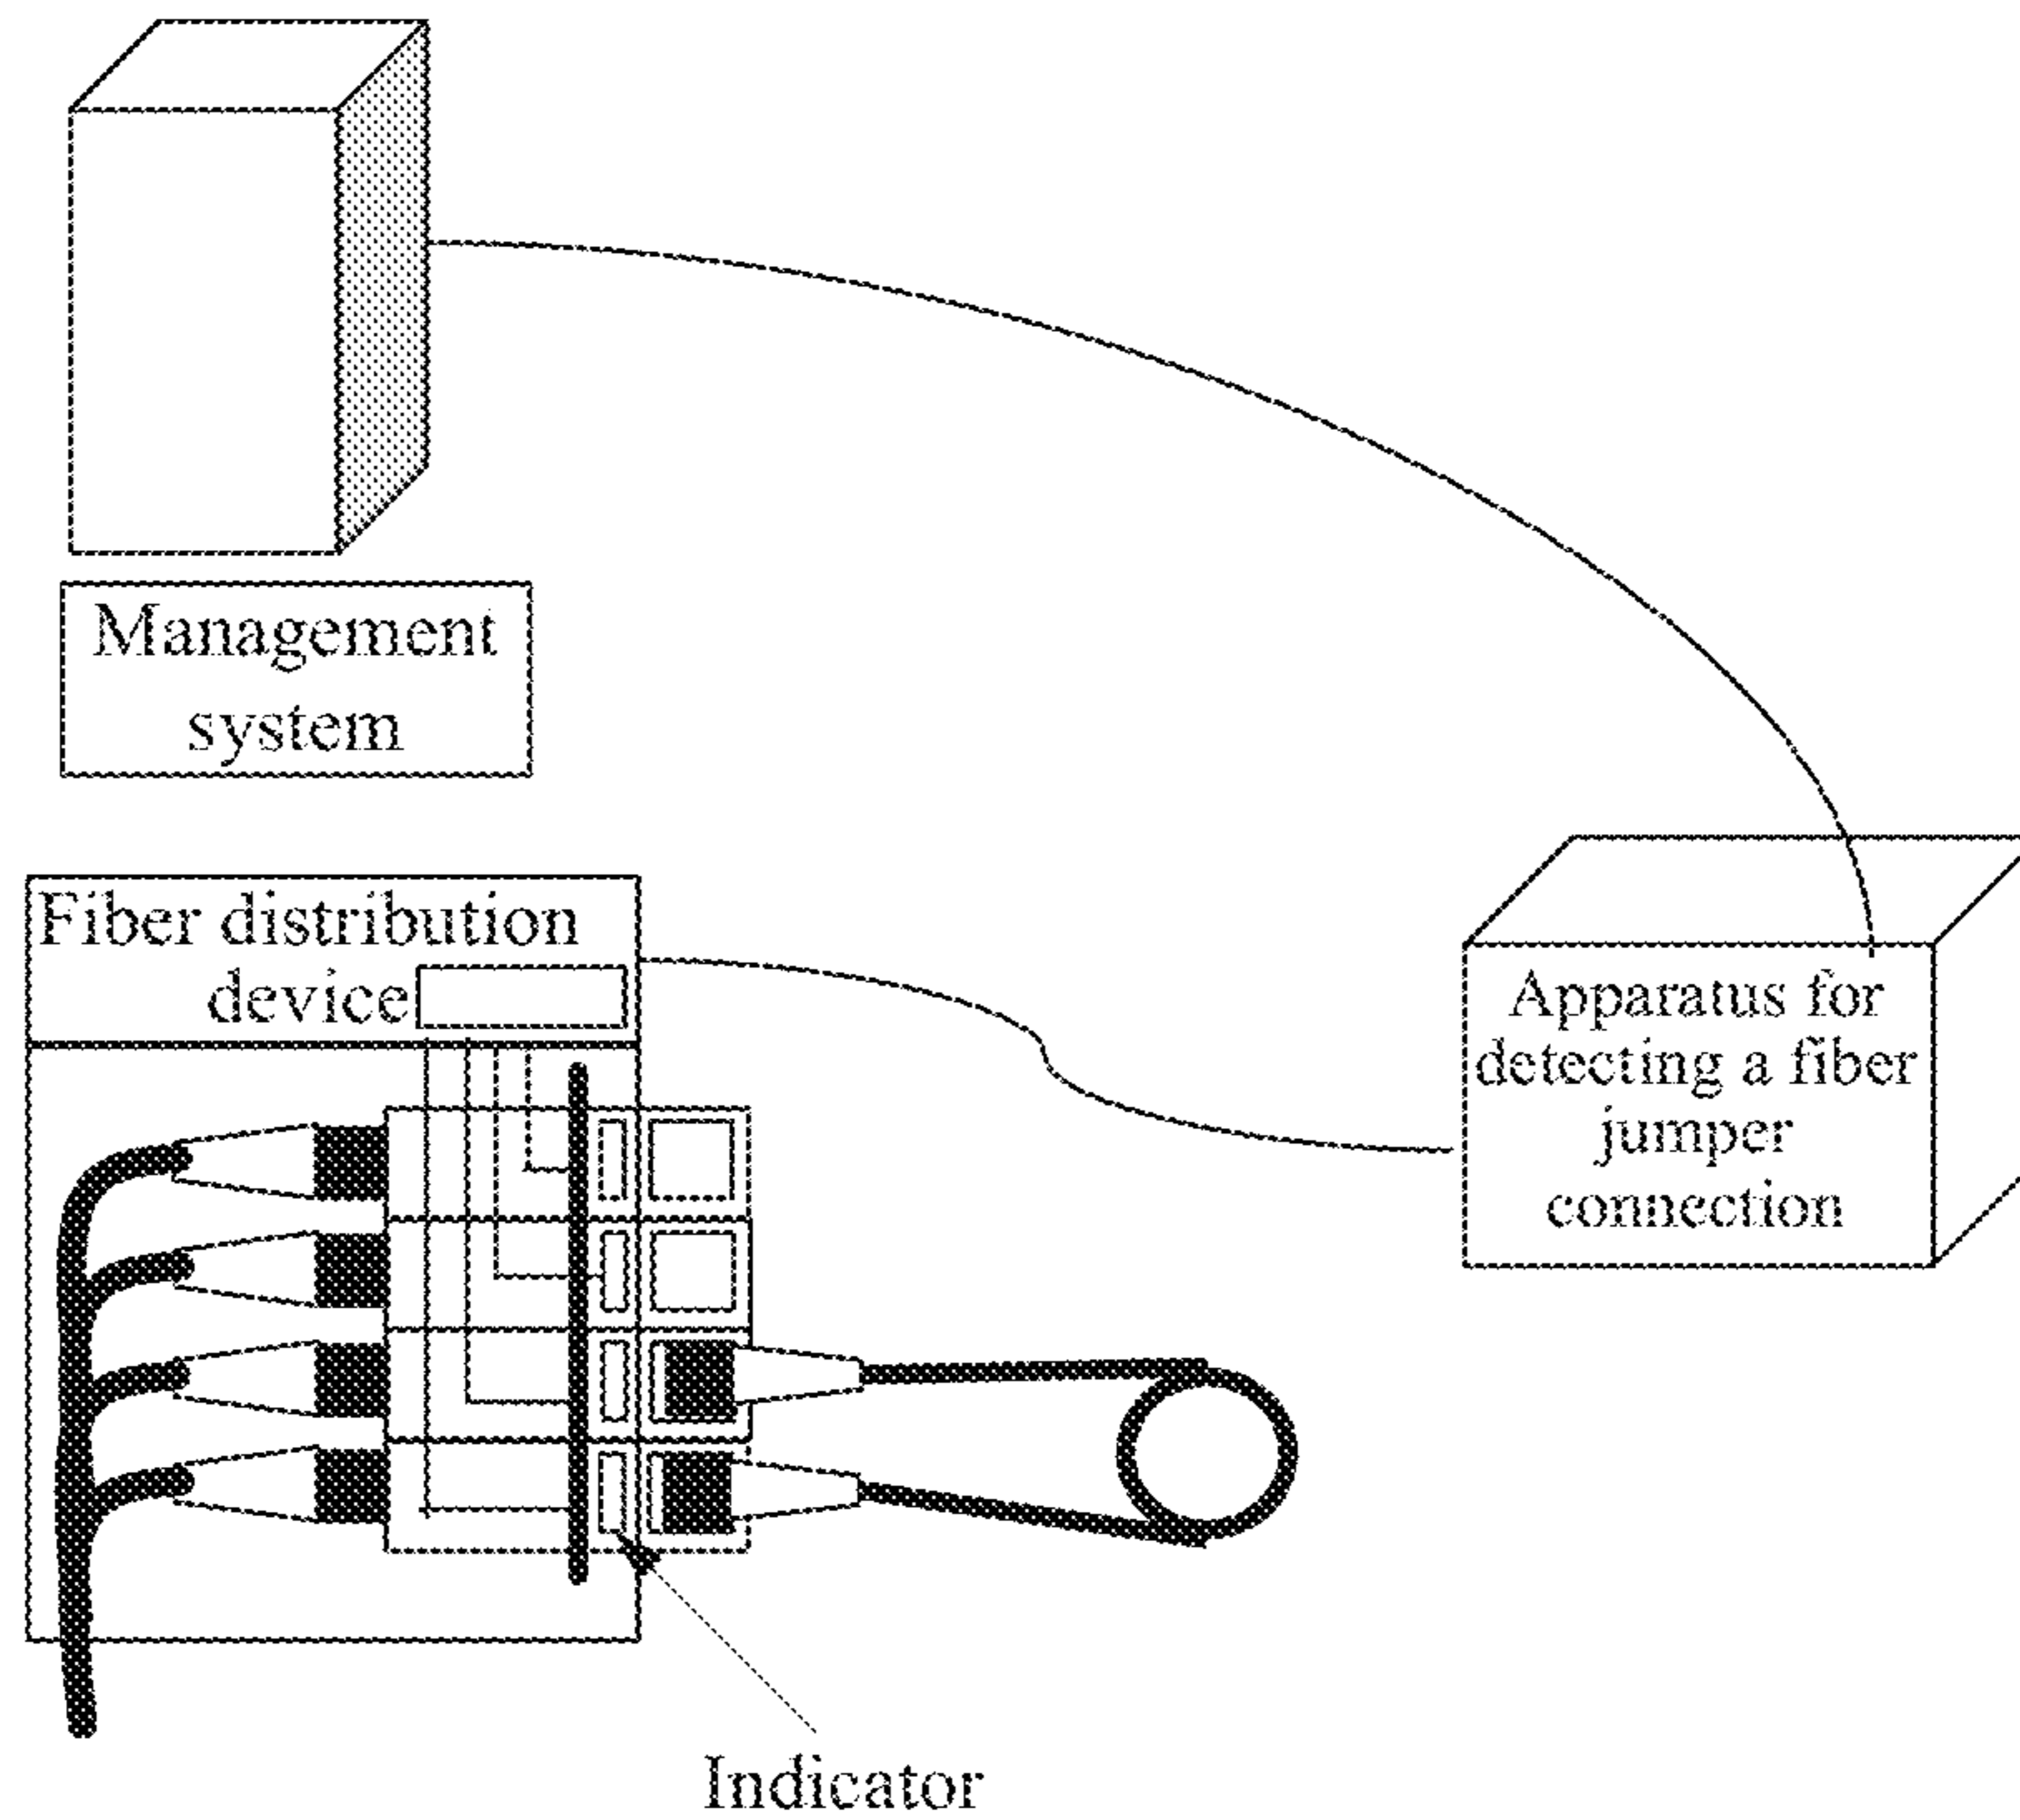 Management
system
Fiber distribution
device
Apparatus for
detecting a fiber
jumper
connection
Indicator